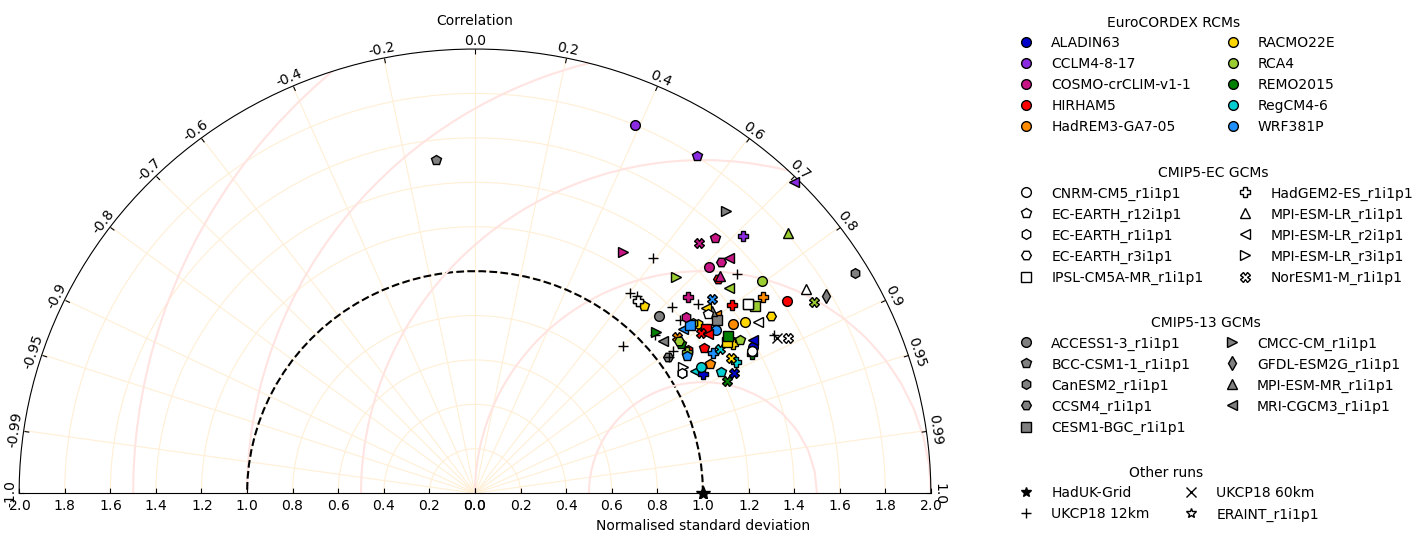 Correlation
0.0
-0.2
0.2
-0.4
0.4
-0.6
0.6
-0.7
0.7
-0.8
0.8
-0.9
0.9
-0.95
0.95
-0.99
0.99
-1.0
1.0
2.0 1.8 1.6 1.4 1.2 1.0 0.8 0.6 0.4 0.2 0.0 0.2 0.4 0.6 0.8 1.0 1.2 1.4 1.6 1.8 2.0
Normalised standard deviation
EuroCORDEX RCMs
ALADIN63
CCLM4-8-17
COSMO-crCLIM-v1-1
HIRHAM5
HadREM3-GA7-05
RACMO22E
RCA4
REMO2015
RegCM4-6
WRF381P
CMIP5-EC GCMs
CNRM-CM5_r1i1p1
EC-EARTH_r12i1p1
EC-EARTH_r1i1p1
EC-EARTH_r3i1p1
IPSL-CM5A-MR_r1i1p1
HadGEM2-ES_r1i1p1
MPI-ESM-LR_r1i1p1
MPI-ESM-LR_r2i1p1
MPI-ESM-LR_r3i1p1
NorESM1-M_r1i1p1
CMIP5-13 GCMs
ACCESS1-3_r1i1p1
BCC-CSM1-1_r1i1p1
CanESM2_r1i1p1
CCSM4_r1i1p1
CESM1-BGC_r1i1p1
CMCC-CM_r1i1p1
GFDL-ESM2G_r1i1p1
MPI-ESM-MR_r1i1p1
MRI-CGCM3_r1i1p1
Other runs
HadUK-Grid
UKCP18 12km
UKCP18 60km
ERAINT_r1i1p1